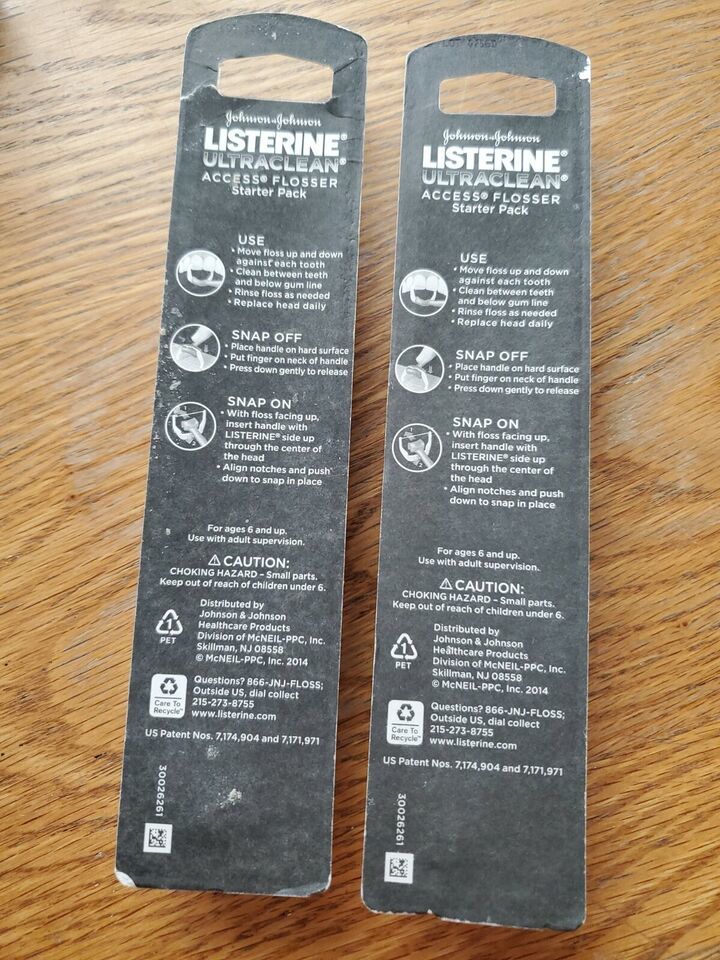 Johnson & Johnson
LISTERINE®
ULTRACLEAN®
ACCESS® FLOSSER
Starter Pack
USE
• Move floss up and down
against each tooth
• Clean between teeth
and below gum line
• Rinse floss as needed
• Replace head daily
SNAP OFF
• Place handle on hard surface
• Put finger on neck of handle
• Press down gently to release
SNAP ON
• With floss facing up,
insert handle with
LISTERINE® side up
through the center of
the head
• Align notches and push
down to snap in place
For ages 6 and up.
Use with adult supervision.
⚠ CAUTION:
CHOKING HAZARD – Small parts.
Keep out of reach of children under 6.
1
PET
Distributed by
Johnson & Johnson
Healthcare Products
Division of McNEIL-PPC, Inc.
Skillman, NJ 08558
© McNEIL-PPC, Inc. 2014
Care To
Recycle™
Questions? 866-JNJ-FLOSS;
Outside US, dial collect
215-273-8755
www.listerine.com
US Patent Nos. 7,174,904 and 7,171,971
30026261
Johnson & Johnson
LISTERINE®
ULTRACLEAN®
ACCESS® FLOSSER
Starter Pack
USE
• Move floss up and down
against each tooth
• Clean between teeth
and below gum line
• Rinse floss as needed
• Replace head daily
SNAP OFF
• Place handle on hard surface
• Put finger on neck of handle
• Press down gently to release
SNAP ON
• With floss facing up,
insert handle with
LISTERINE® side up
through the center of
the head
• Align notches and push
down to snap in place
For ages 6 and up.
Use with adult supervision.
⚠ CAUTION:
CHOKING HAZARD – Small parts.
Keep out of reach of children under 6.
1
PET
Distributed by
Johnson & Johnson
Healthcare Products
Division of McNEIL-PPC, Inc.
Skillman, NJ 08558
© McNEIL-PPC, Inc. 2014
Care To
Recycle™
Questions? 866-JNJ-FLOSS;
Outside US, dial collect
215-273-8755
www.listerine.com
US Patent Nos. 7,174,904 and 7,171,971
30026261